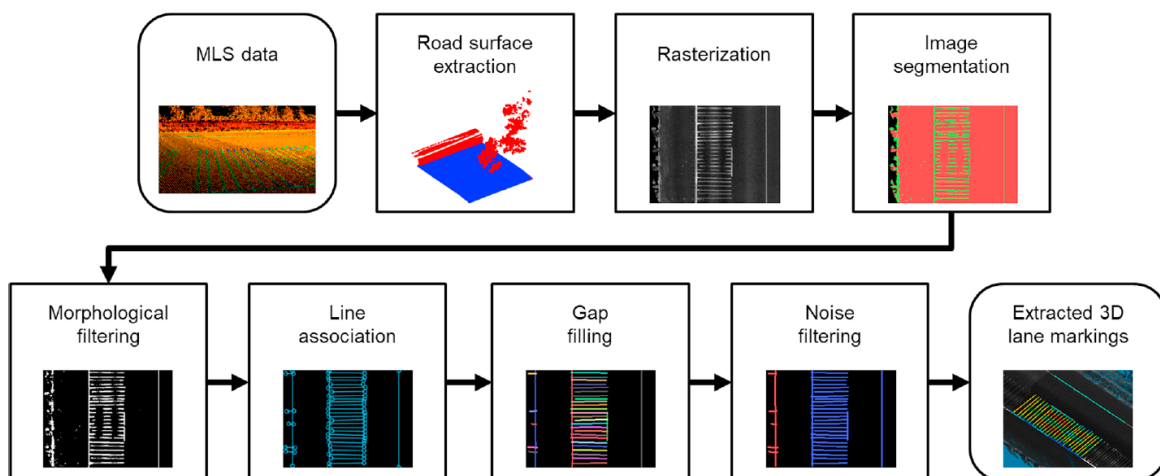 MLS data
Road surface
extraction
Rasterization
Image
segmentation
Morphological
filtering
Line
association
Gap
filling
Noise
filtering
Extracted 3D
lane markings